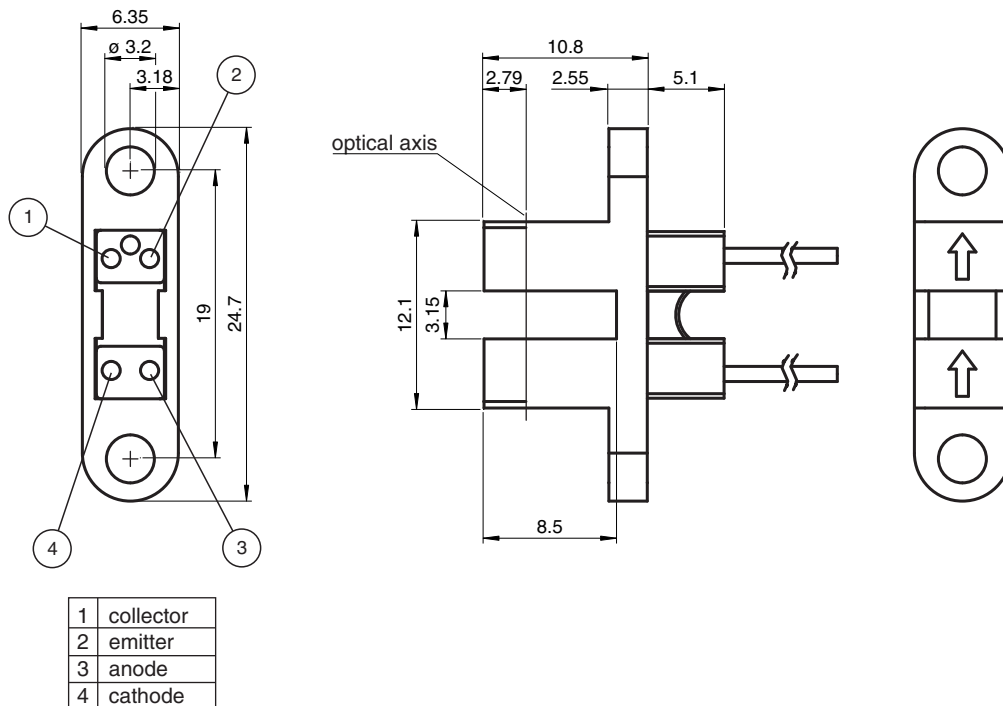 6.35
ø 3.2
3.18
2
1
19
24.7
4
3
10.8
2.79
2.55
5.1
optical axis
12.1
3.15
8.5
1 collector
2 emitter
3 anode
4 cathode